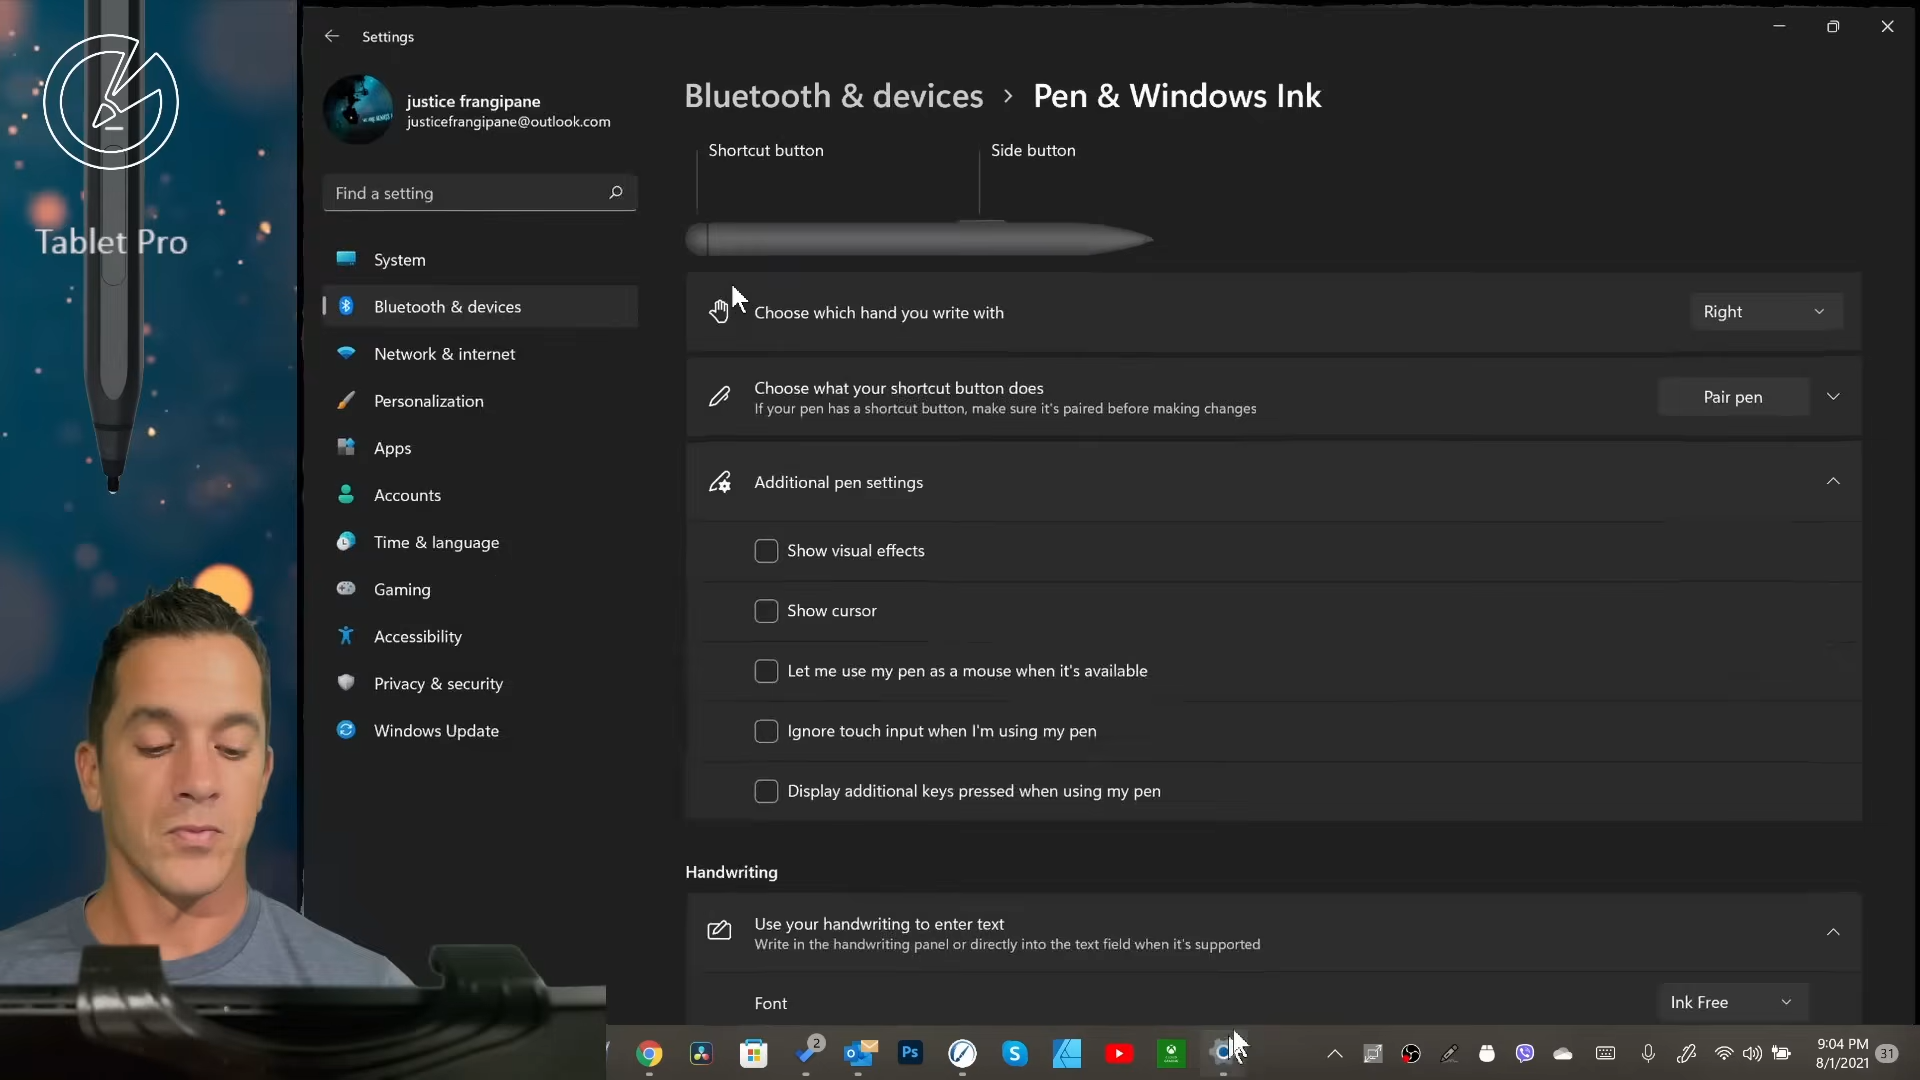 Settings
justice frangipane
justicefrangipane@outlook.com
Find a setting
Tablet Pro
System
Bluetooth & devices
Network & internet
Personalization
Apps
Accounts
Time & language
Gaming
Accessibility
Privacy & security
Windows Update
Bluetooth & devices > Pen & Windows Ink
Shortcut button
Side button
Choose which hand you write with
Right
Choose what your shortcut button does
If your pen has a shortcut button, make sure it's paired before making changes
Pair pen
Additional pen settings
Show visual effects
Show cursor
Let me use my pen as a mouse when it's available
Ignore touch input when I'm using my pen
Display additional keys pressed when using my pen
Handwriting
Use your handwriting to enter text
Write in the handwriting panel or directly into the text field when it's supported
Font
Ink Free
2
Ps
9:04 PM
8/1/2021
31